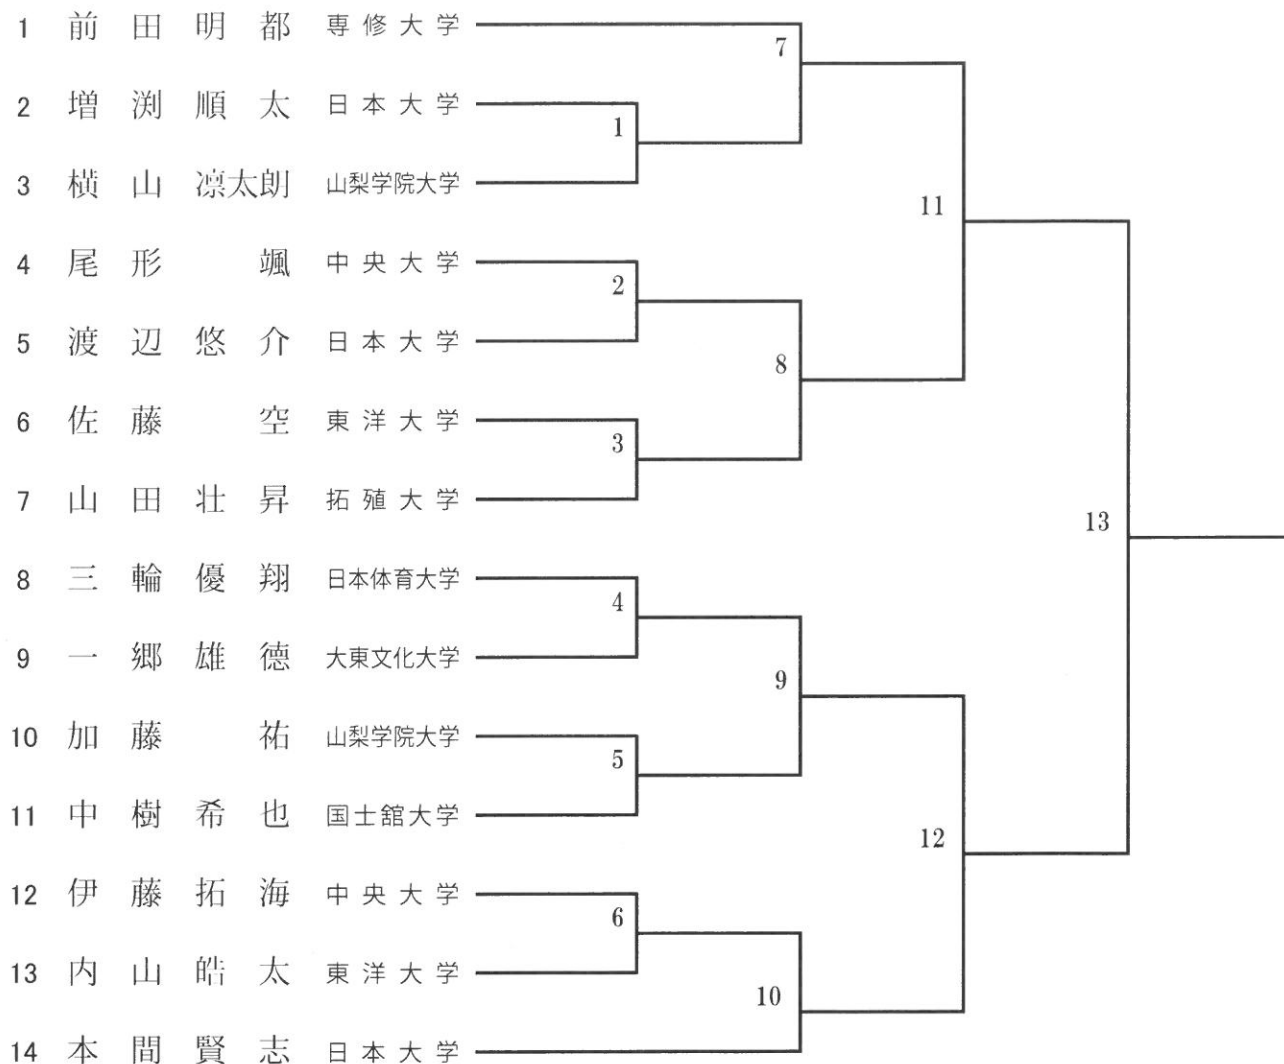 1 前田明都 専修大学
7
2 増渕順太 日本大学
1
3 横山凛太朗 山梨学院大学
11
4 尾形颯 中央大学
2
5 渡辺悠介 日本大学
8
6 佐藤空 東洋大学
3
7 山田壮昇 拓殖大学
13
8 三輪優翔 日本体育大学
4
9 一郷雄徳 大東文化大学
9
10 加藤祐 山梨学院大学
5
11 中樹希也 国士舘大学
12
12 伊藤拓海 中央大学
6
13 内山皓太 東洋大学
10
14 本間賢志 日本大学